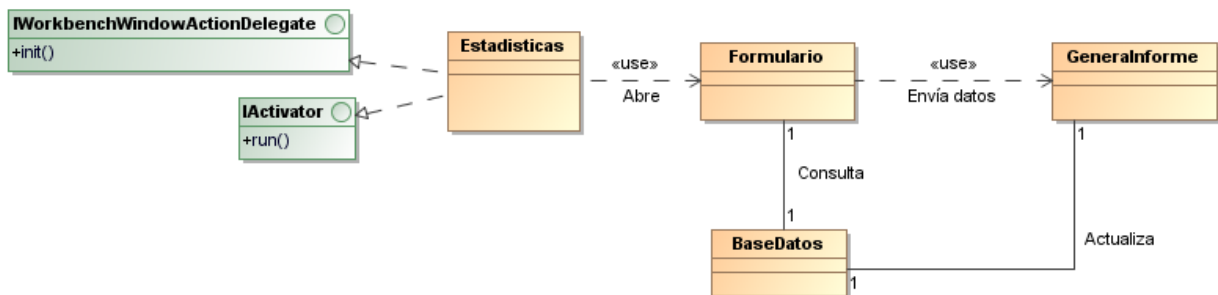 IWorkbenchWindowActionDelegate
+init()
IActivator
+run()
Estadisticas
«use»
Abre
Formulario
«use»
Envía datos
GeneraInforme
1
Consulta
1
BaseDatos
1
Actualiza
1